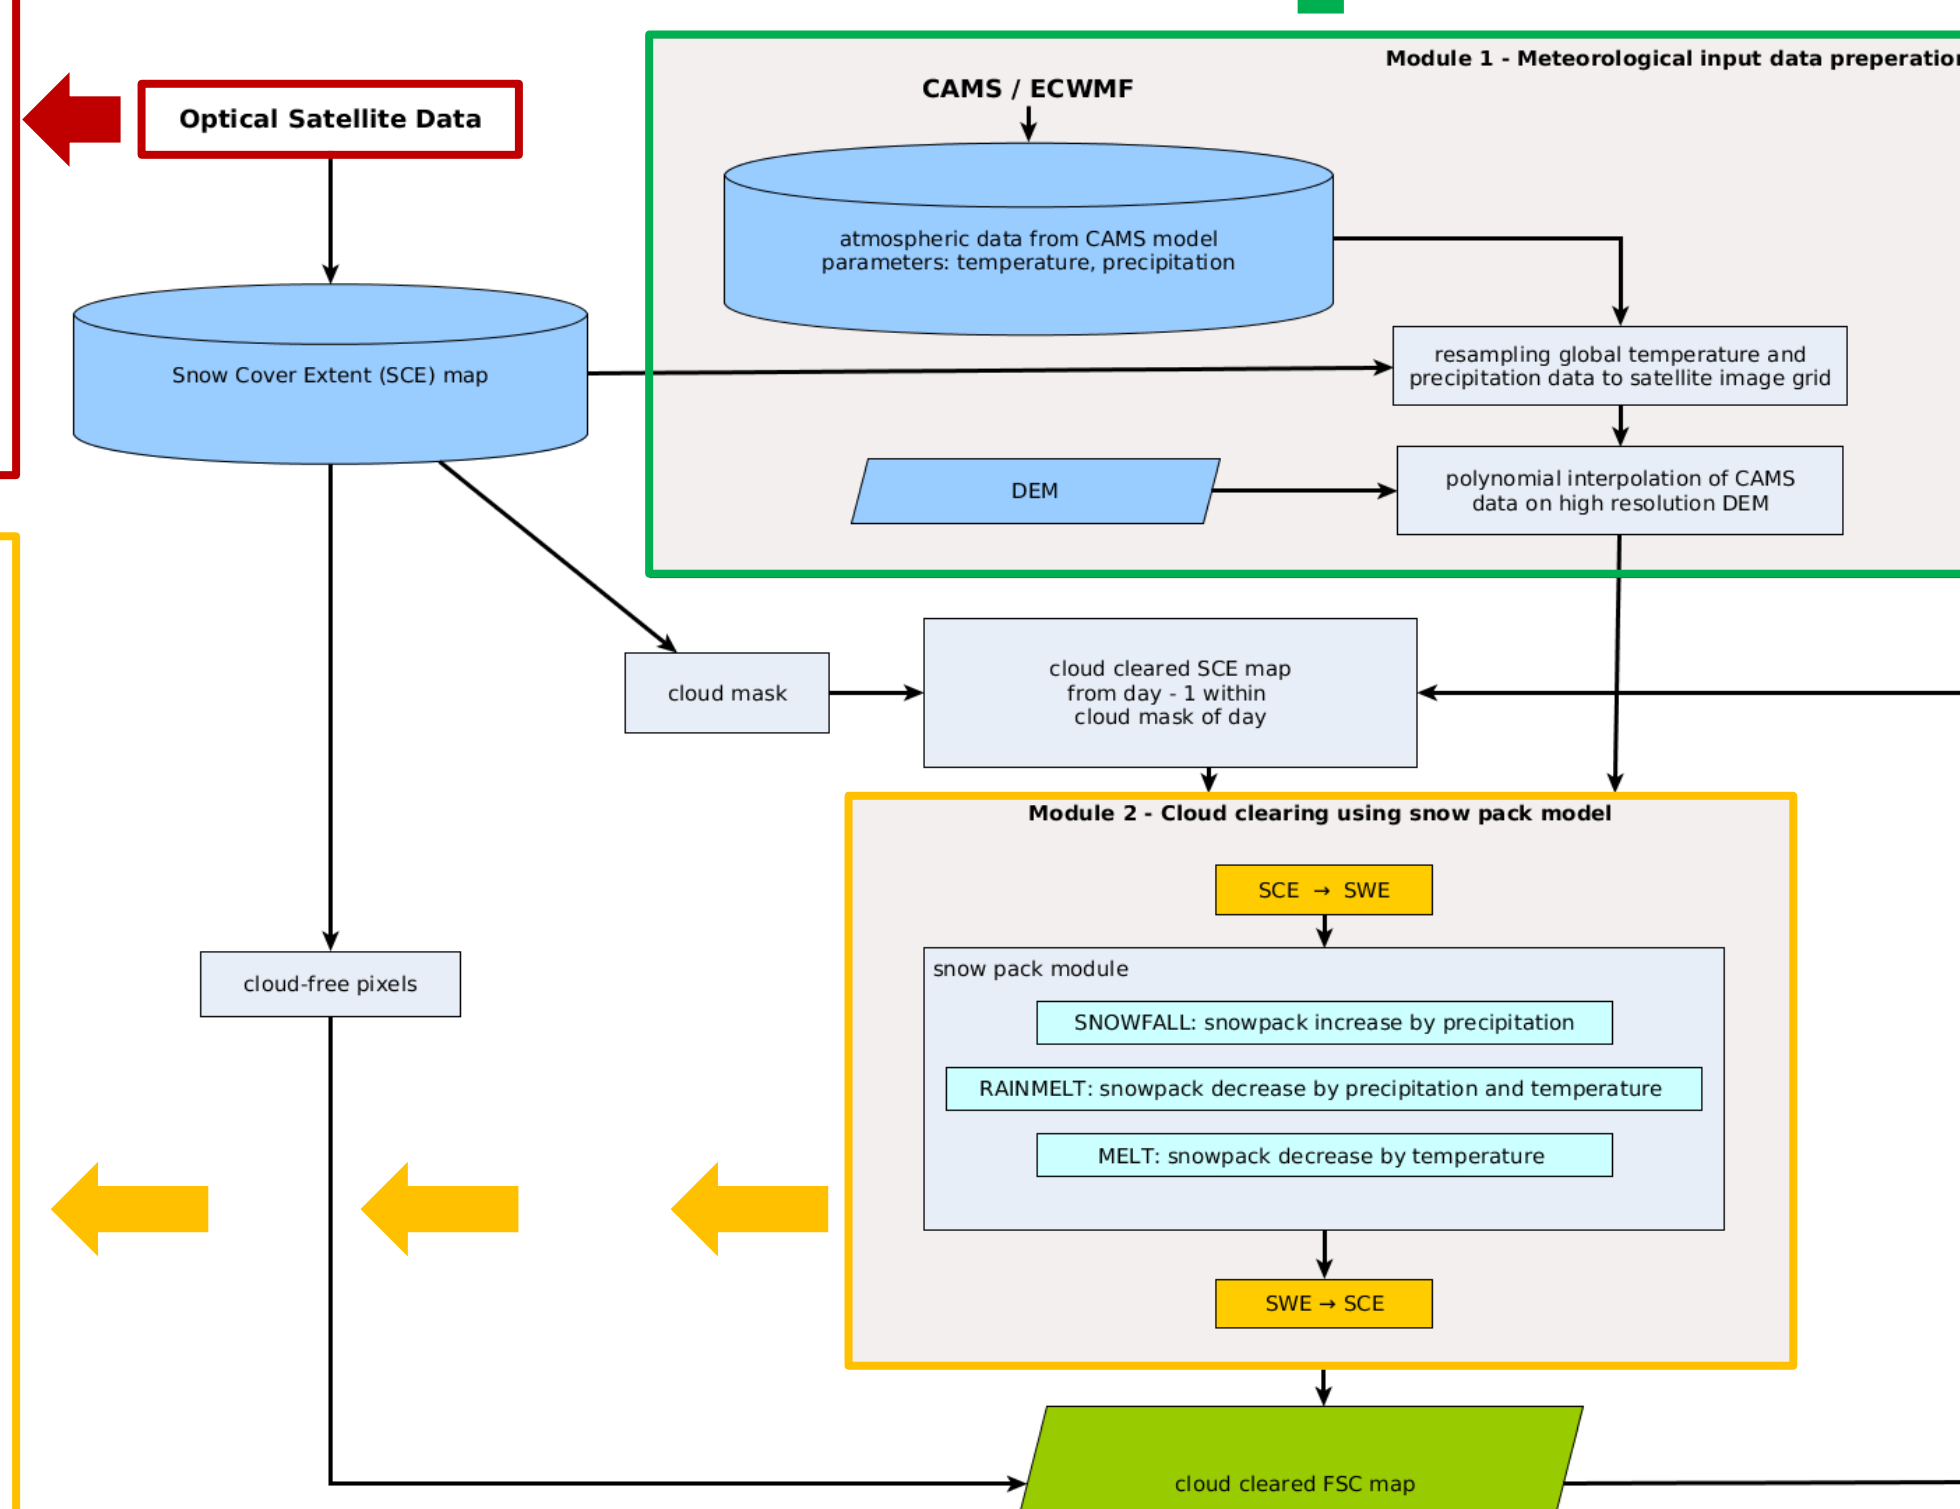 Module 1 - Meteorological input data preperation
CAMS / ECWMF
Optical Satellite Data
atmospheric data from CAMS model
parameters: temperature, precipitation
Snow Cover Extent (SCE) map
resampling global temperature and
precipitation data to satellite image grid
DEM
polynomial interpolation of CAMS
data on high resolution DEM
cloud mask
cloud cleared SCE map
from day - 1 within
cloud mask of day
Module 2 - Cloud clearing using snow pack model
SCE → SWE
cloud-free pixels
snow pack module
SNOWFALL: snowpack increase by precipitation
RAINMELT: snowpack decrease by precipitation and temperature
MELT: snowpack decrease by temperature
SWE → SCE
cloud cleared FSC map